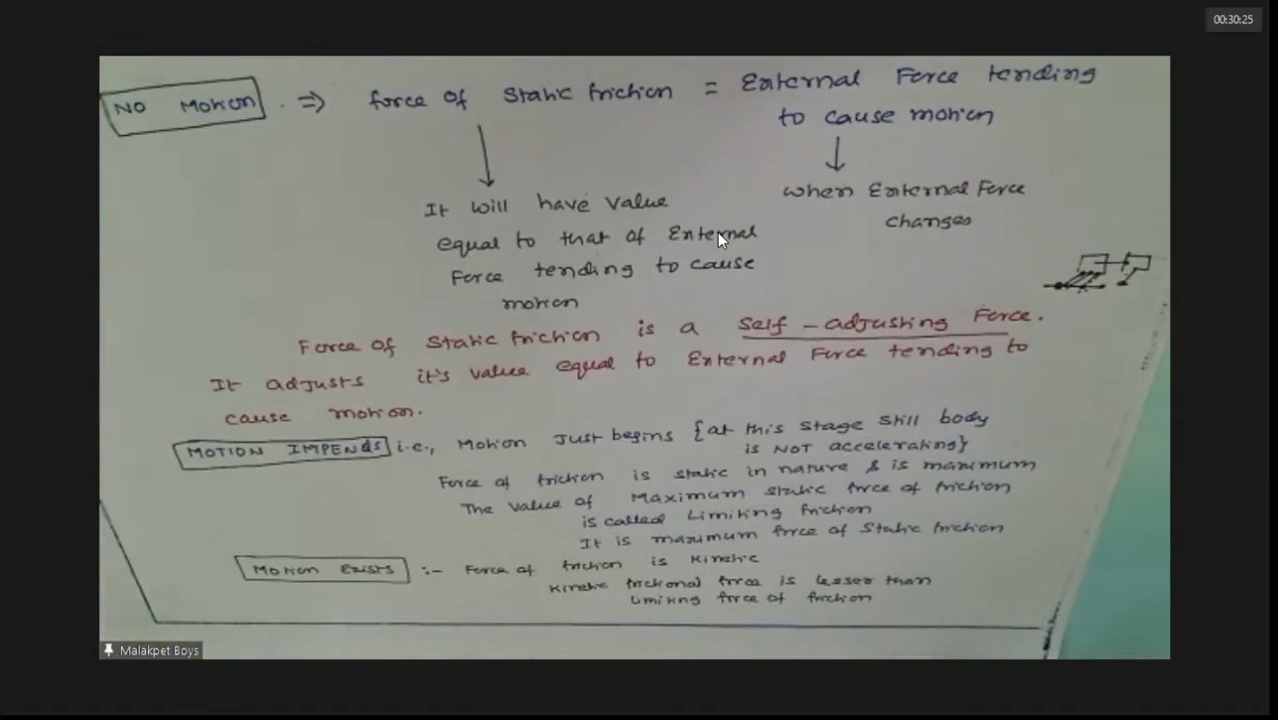 00:30:25
NO Motion . ⇒ force of Static friction = External Force tending
to cause motion
It will have value
equal to that of External
Force tending to cause
motion
when External Force
changes
Force of Static friction is a Self - adjusting Force.
It adjusts it's value equal to External Force tending to
cause motion.
MOTION IMPENDS i.e., Motion Just begins {at this stage still body
is NOT accelerating}
Force of friction is static in nature & is maximum
The value of Maximum static force of friction
is called Limiting friction
It is maximum force of Static friction
Motion Exists :- Force of friction is Kinetic
Kinetic frictional force is lesser than
limiting force of friction
Malakpet Boys